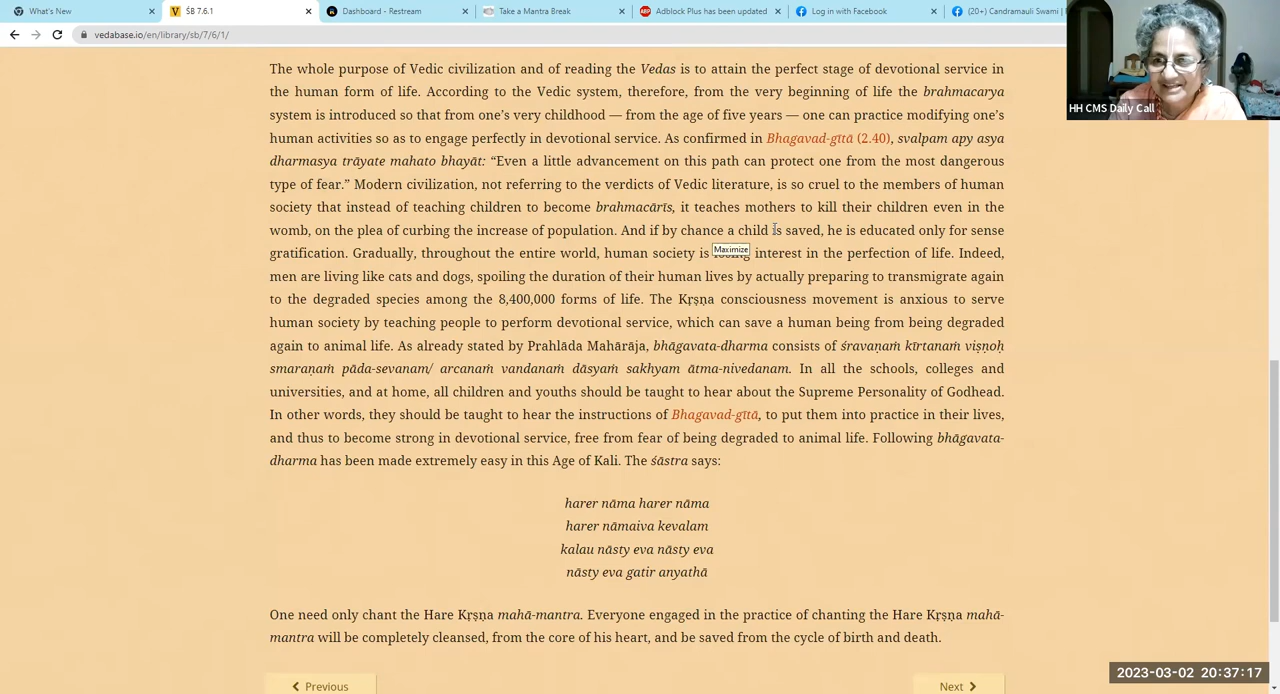 What's New
ŚB 7.6.1
Dashboard - Restream
Take a Mantra Break
Adblock Plus has been updated
Log in with Facebook
(20+) Candramauli Swami |
vedabase.io/en/library/sb/7/6/1/
HH CMS Daily Call
The whole purpose of Vedic civilization and of reading the Vedas is to attain the perfect stage of devotional service in
the human form of life. According to the Vedic system, therefore, from the very beginning of life the brahmacarya
system is introduced so that from one's very childhood — from the age of five years — one can practice modifying one's
human activities so as to engage perfectly in devotional service. As confirmed in Bhagavad-gītā (2.40), svalpam apy asya
dharmasya trāyate mahato bhayāt: “Even a little advancement on this path can protect one from the most dangerous
type of fear.” Modern civilization, not referring to the verdicts of Vedic literature, is so cruel to the members of human
society that instead of teaching children to become brahmacārīs, it teaches mothers to kill their children even in the
womb, on the plea of curbing the increase of population. And if by chance a child is saved, he is educated only for sense
gratification. Gradually, throughout the entire world, human society is losing interest in the perfection of life. Indeed,
Maximize
men are living like cats and dogs, spoiling the duration of their human lives by actually preparing to transmigrate again
to the degraded species among the 8,400,000 forms of life. The Kṛṣṇa consciousness movement is anxious to serve
human society by teaching people to perform devotional service, which can save a human being from being degraded
again to animal life. As already stated by Prahlāda Mahārāja, bhāgavata-dharma consists of śravaṇaṁ kīrtanaṁ viṣṇoḥ
smaraṇaṁ pāda-sevanam/ arcanaṁ vandanaṁ dāsyaṁ sakhyam ātma-nivedanam. In all the schools, colleges and
universities, and at home, all children and youths should be taught to hear about the Supreme Personality of Godhead.
In other words, they should be taught to hear the instructions of Bhagavad-gītā, to put them into practice in their lives,
and thus to become strong in devotional service, free from fear of being degraded to animal life. Following bhāgavata-
dharma has been made extremely easy in this Age of Kali. The śāstra says:
harer nāma harer nāma
harer nāmaiva kevalam
kalau nāsty eva nāsty eva
nāsty eva gatir anyathā
One need only chant the Hare Kṛṣṇa mahā-mantra. Everyone engaged in the practice of chanting the Hare Kṛṣṇa mahā-
mantra will be completely cleansed, from the core of his heart, and be saved from the cycle of birth and death.
Previous
Next
2023-03-02 20:37:17